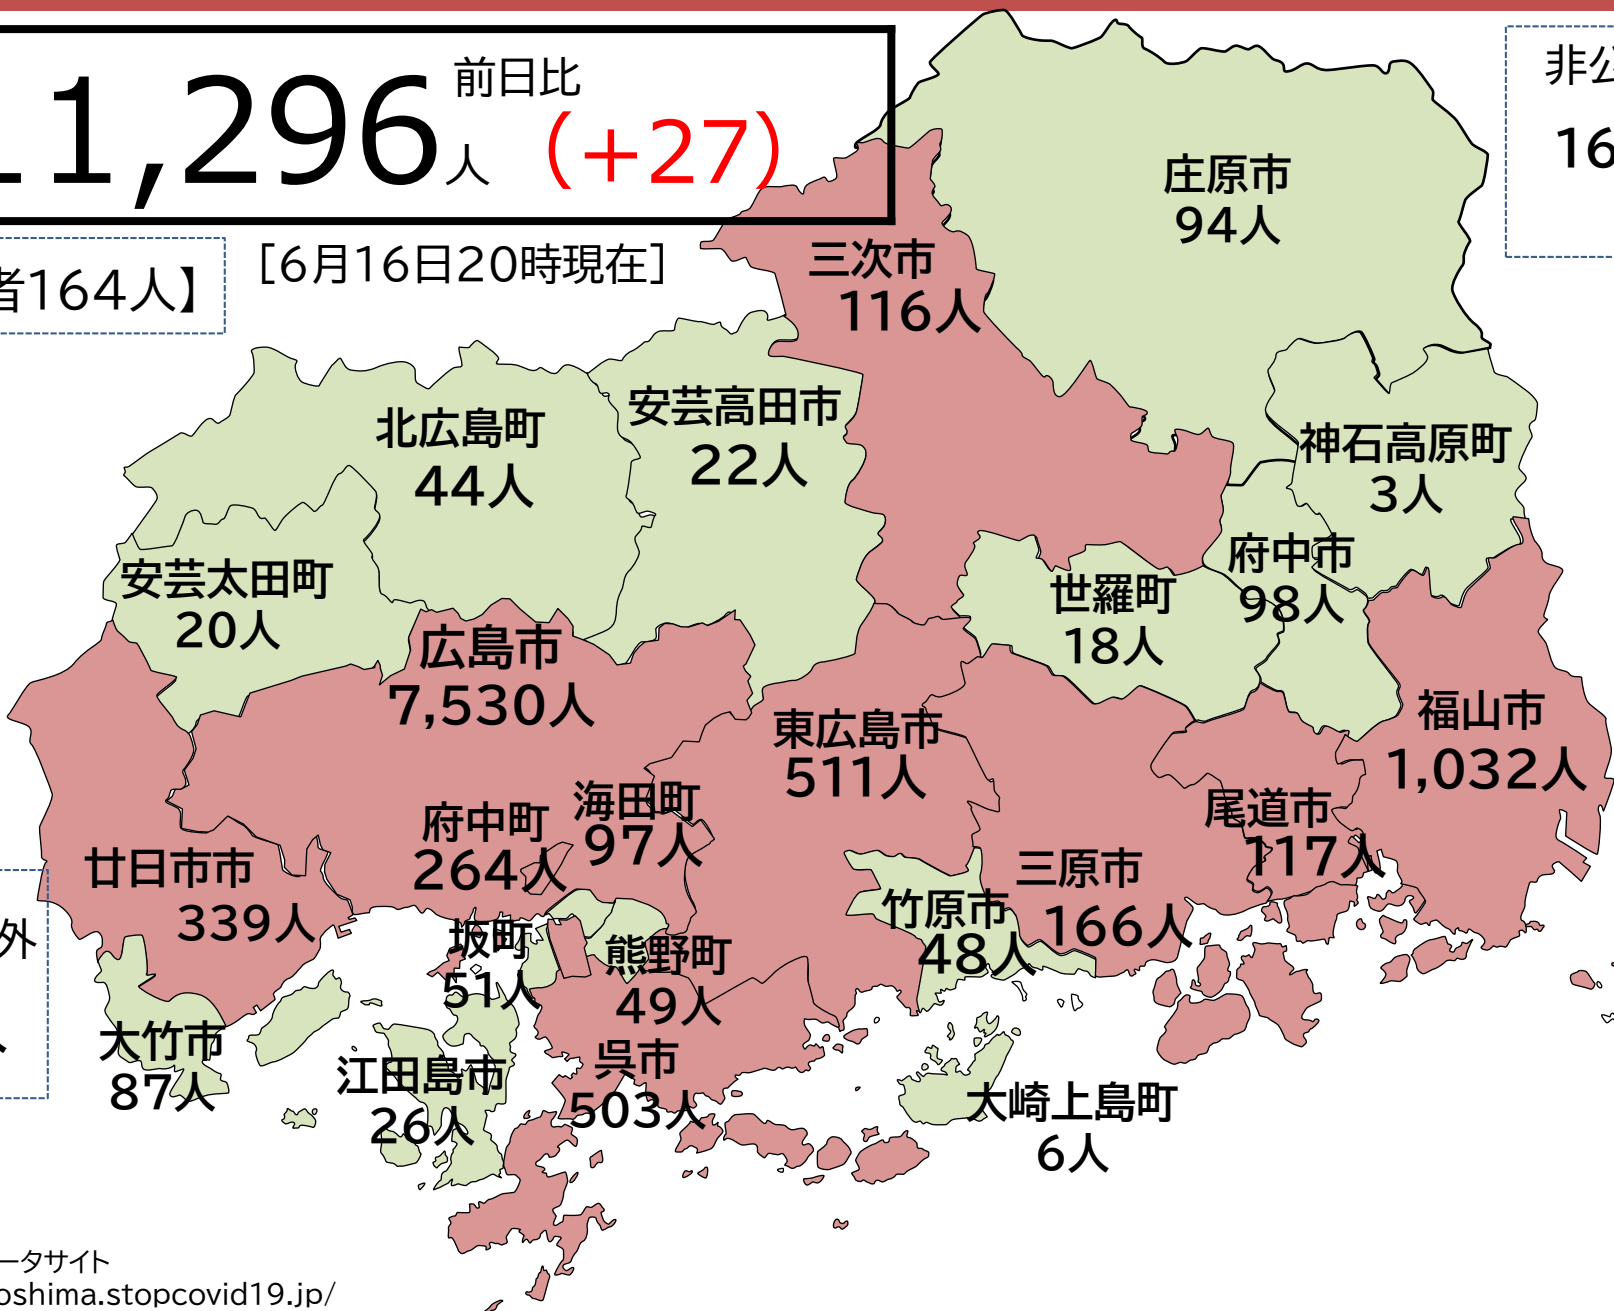 11,296人
前日比
(+27)
非公
16
者164人】
[6月16日20時現在]
庄原市
94人
三次市
116人
安芸高田市
22人
北広島町
44人
神石高原町
3人
府中市
98人
安芸太田町
20人
世羅町
18人
広島市
7,530人
東広島市
511人
福山市
1,032人
海田町
97人
府中町
264人
尾道市
117人
廿日市市
339人
三原市
166人
竹原市
48人
外
坂町
51人
熊野町
49人
大竹市
87人
江田島市
26人
呉市
503人
大崎上島町
6人
ータサイト
oshima.stopcovid19.jp/